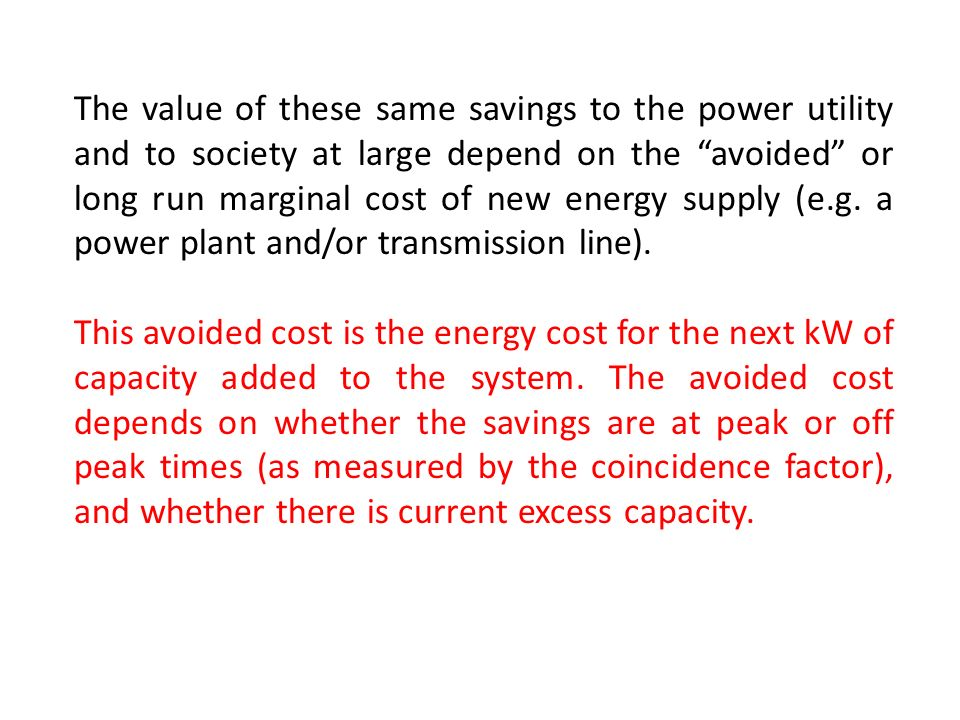 The value of these same savings to the power utility
and to society at large depend on the “avoided” or
long run marginal cost of new energy supply (e.g. a
power plant and/or transmission line).
This avoided cost is the energy cost for the next kW of
capacity added to the system. The avoided cost
depends on whether the savings are at peak or off
peak times (as measured by the coincidence factor),
and whether there is current excess capacity.